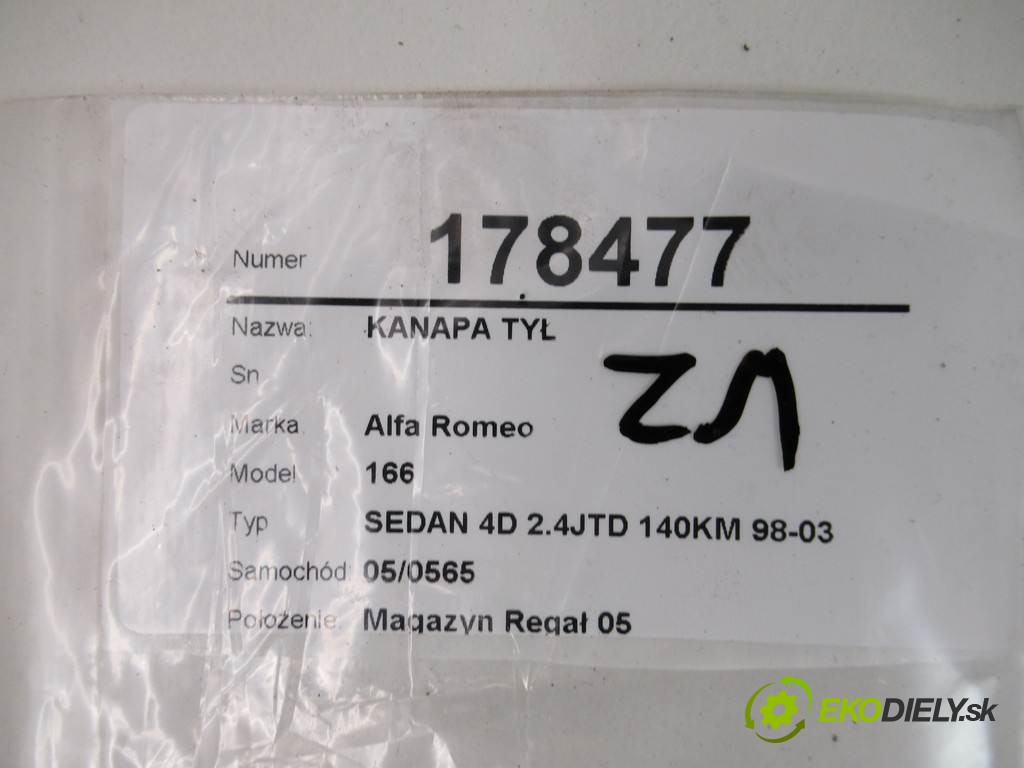 Numer 178477
Nazwa: KANAPA TYŁ
Sn
Marka: Alfa Romeo
Model 166
Typ SEDAN 4D 2.4JTD 140KM 98-03
Samochód: 05/0565
Położenie: Magazyn Regał 05
EKODIELY.sk